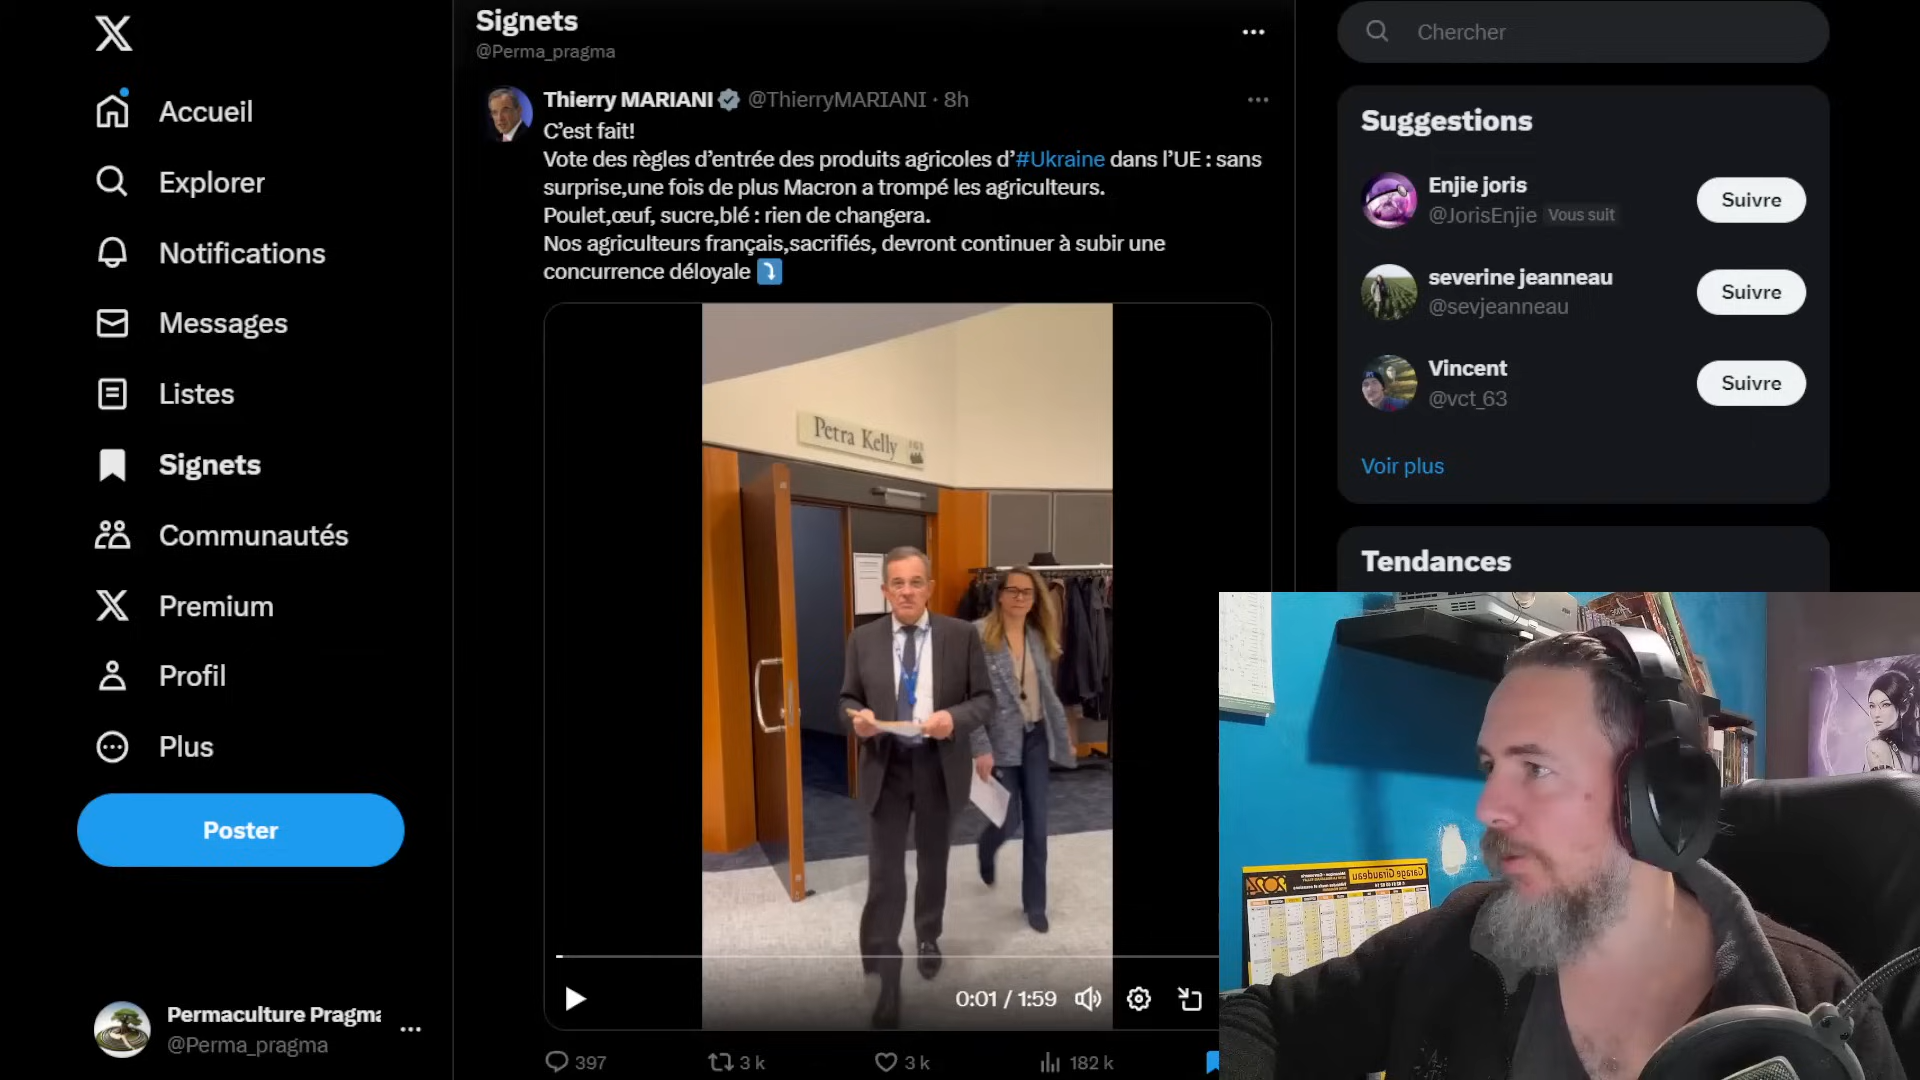 Accueil
Explorer
Notifications
Messages
Listes
Signets
Communautés
Premium
Profil
Plus
Poster
Permaculture Pragma
@Perma_pragma
Signets
@Perma_pragma
Thierry MARIANI @ThierryMARIANI · 8h
C’est fait!
Vote des règles d’entrée des produits agricoles d’#Ukraine dans l’UE : sans
surprise,une fois de plus Macron a trompé les agriculteurs.
Poulet,œuf, sucre,blé : rien de changera.
Nos agriculteurs français,sacrifiés, devront continuer à subir une
concurrence déloyale
Petra Kelly
0:01 / 1:59
397
3 k
3 k
182 k
Chercher
Suggestions
Enjie joris
@JorisEnjie Vous suit
Suivre
severine jeanneau
@sevjeanneau
Suivre
Vincent
@vct_63
Suivre
Voir plus
Tendances
Garage Giraudeau